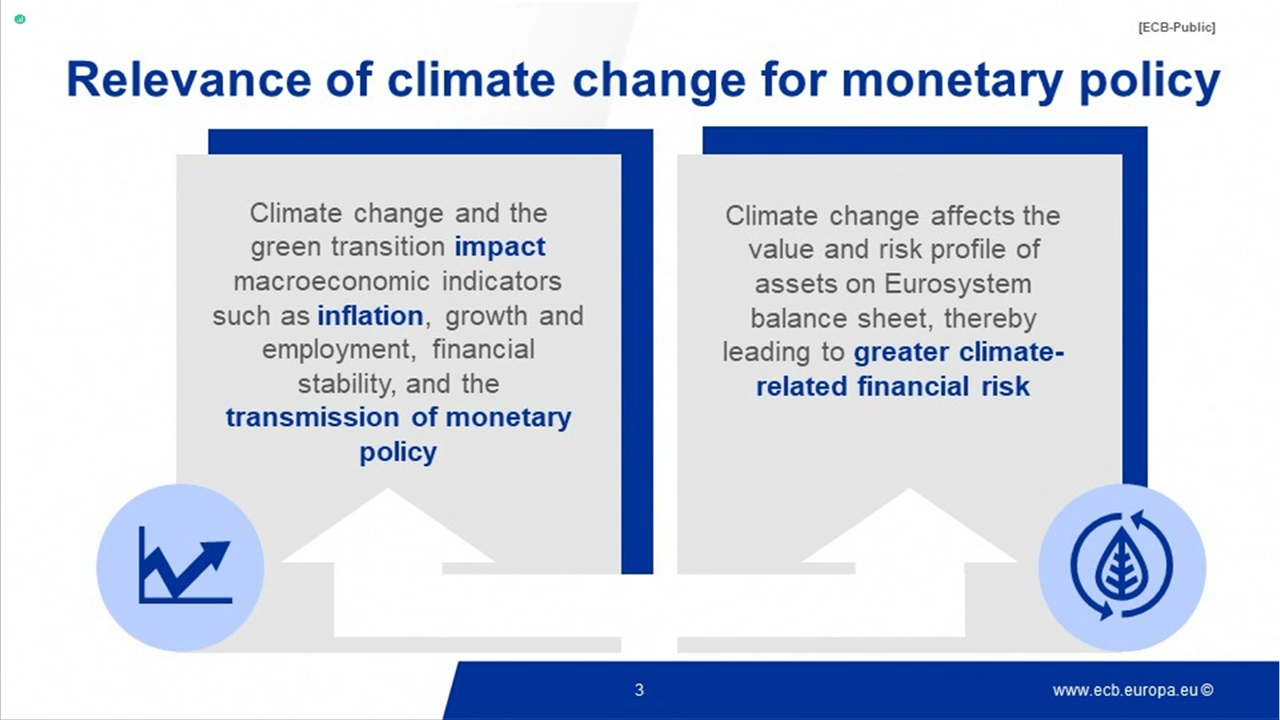 [ECB-Public]
Relevance of climate change for monetary policy
Climate change and the
green transition impact
macroeconomic indicators
such as inflation, growth and
employment, financial
stability, and the
transmission of monetary
policy
Climate change affects the
value and risk profile of
assets on Eurosystem
balance sheet, thereby
leading to greater climate-
related financial risk
3
www.ecb.europa.eu ©